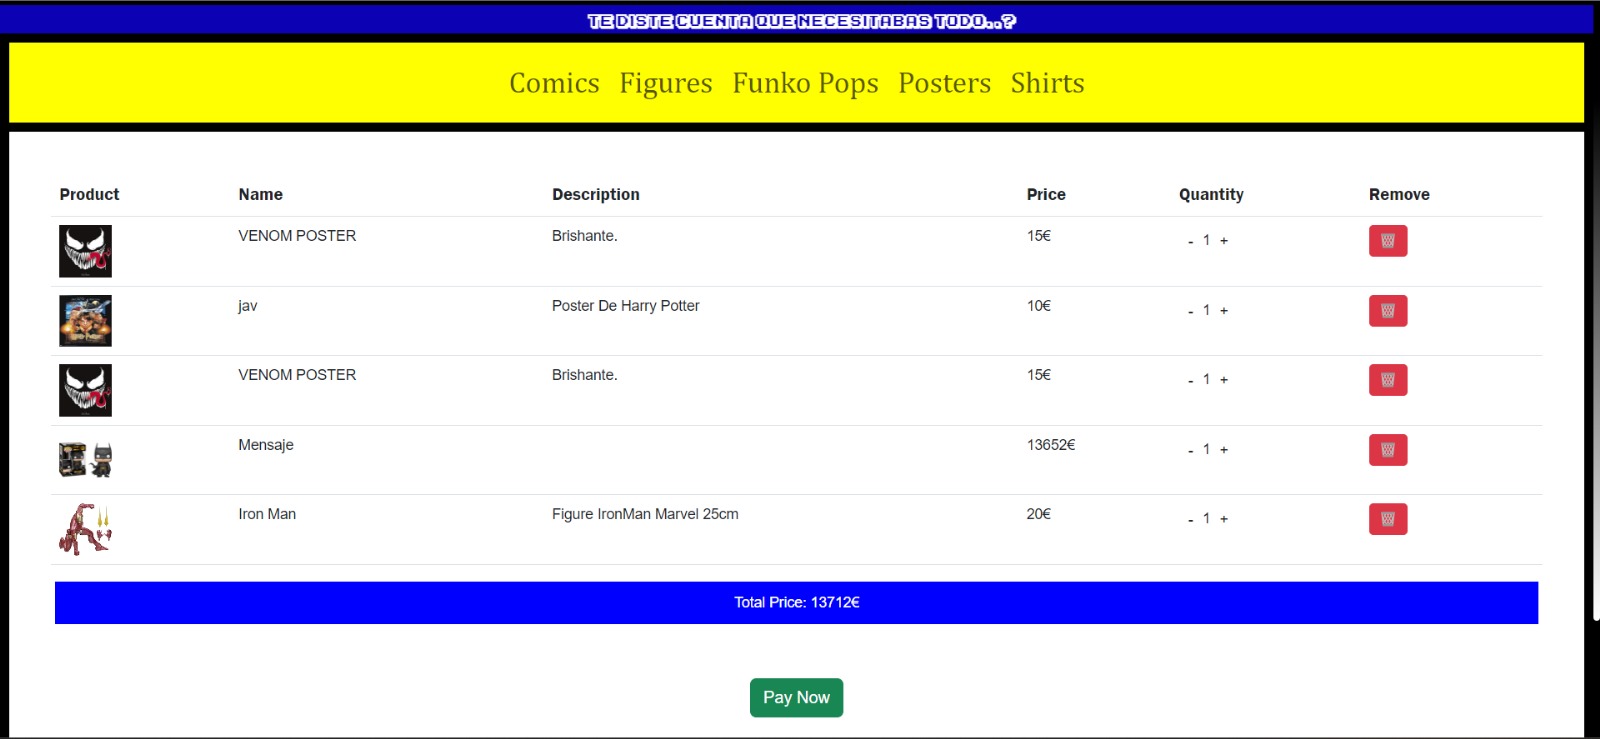 TE DISTE CUENTA QUE NECESITABAS TODO..?
Comics Figures Funko Pops Posters Shirts
Product Name Description Price Quantity Remove
VENOM POSTER Brishante. 15€ - 1 +
jav Poster De Harry Potter 10€ - 1 +
VENOM POSTER Brishante. 15€ - 1 +
Mensaje 13652€ - 1 +
Iron Man Figure IronMan Marvel 25cm 20€ - 1 +
Total Price: 13712€
Pay Now